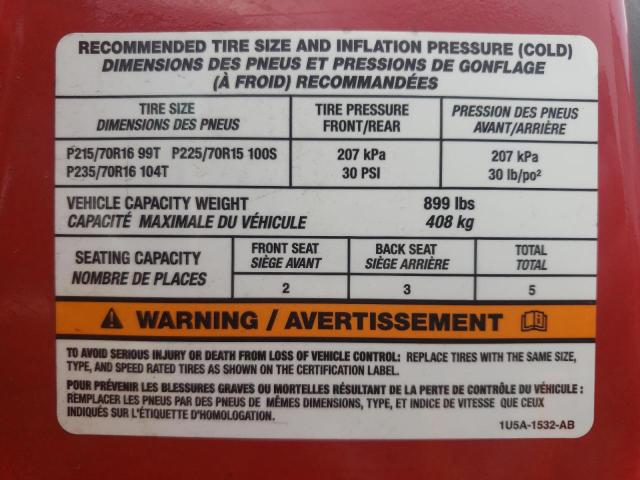 RECOMMENDED TIRE SIZE AND INFLATION PRESSURE (COLD)
DIMENSIONS DES PNEUS ET PRESSIONS DE GONFLAGE
(À FROID) RECOMMANDÉES
TIRE SIZE
DIMENSIONS DES PNEUS
TIRE PRESSURE
FRONT/REAR
PRESSION DES PNEUS
AVANT/ARRIÈRE
P215/70R16 99T P225/70R15 100S
P235/70R16 104T
207 kPa
30 PSI
207 kPa
30 lb/po²
VEHICLE CAPACITY WEIGHT
CAPACITÉ MAXIMALE DU VÉHICULE
899 lbs
408 kg
SEATING CAPACITY
NOMBRE DE PLACES
FRONT SEAT
SIÈGE AVANT
2
BACK SEAT
SIÈGE ARRIÈRE
3
TOTAL
TOTAL
5
WARNING / AVERTISSEMENT
TO AVOID SERIOUS INJURY OR DEATH FROM LOSS OF VEHICLE CONTROL: REPLACE TIRES WITH THE SAME SIZE,
TYPE, AND SPEED RATED TIRES AS SHOWN ON THE CERTIFICATION LABEL.
POUR PRÉVENIR LES BLESSURES GRAVES OU MORTELLES RÉSULTANT DE LA PERTE DE CONTRÔLE DU VÉHICULE :
REMPLACER LES PNEUS PAR DES PNEUS DE MÊMES DIMENSIONS, TYPE, ET INDICE DE VITESSE QUE CEUX
INDIQUÉS SUR L'ÉTIQUETTE D'HOMOLOGATION.
1U5A-1532-AB